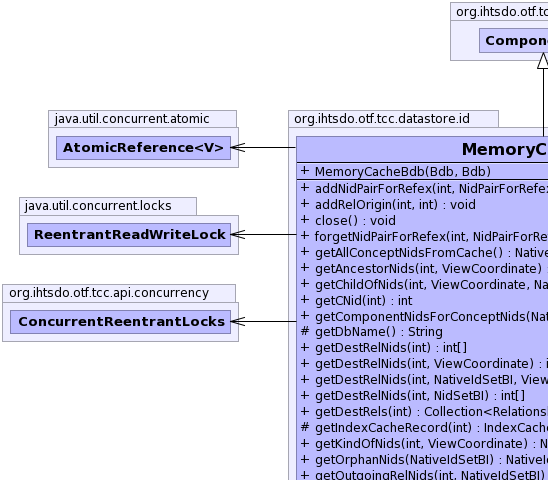 org.ihtsdo.otf.tc
Compone
java.util.concurrent.atomic
AtomicReference<V>
java.util.concurrent.locks
ReentrantReadWriteLock
org.ihtsdo.otf.tcc.api.concurrency
ConcurrentReentrantLocks
org.ihtsdo.otf.tcc.datastore.id
MemoryC
+ MemoryCacheBdb(Bdb, Bdb)
+ addNidPairForRefex(int, NidPairForRefex
+ addRelOrigin(int, int) : void
+ close() : void
+ forgetNidPairForRefex(int, NidPairForRe
+ getAllConceptNidsFromCache() : Native
+ getAncestorNids(int, ViewCoordinate) :
+ getChildOfNids(int, ViewCoordinate, Na
+ getCNid(int) : int
+ getComponentNidsForConceptNids(Nat
# getDbName() : String
+ getDestRelNids(int) : int[]
+ getDestRelNids(int, ViewCoordinate) : i
+ getDestRelNids(int, NativeIdSetBI, View
+ getDestRelNids(int, NidSetBI) : int[]
+ getDestRels(int) : Collection<Relations
# getIndexCacheRecord(int) : IndexCache
+ getKindOfNids(int, ViewCoordinate) : N
+ getOrphanNids(NativeIdSetBI) : NativeId
+ getOutgoingRelNids(int, NativeIdSetBI)